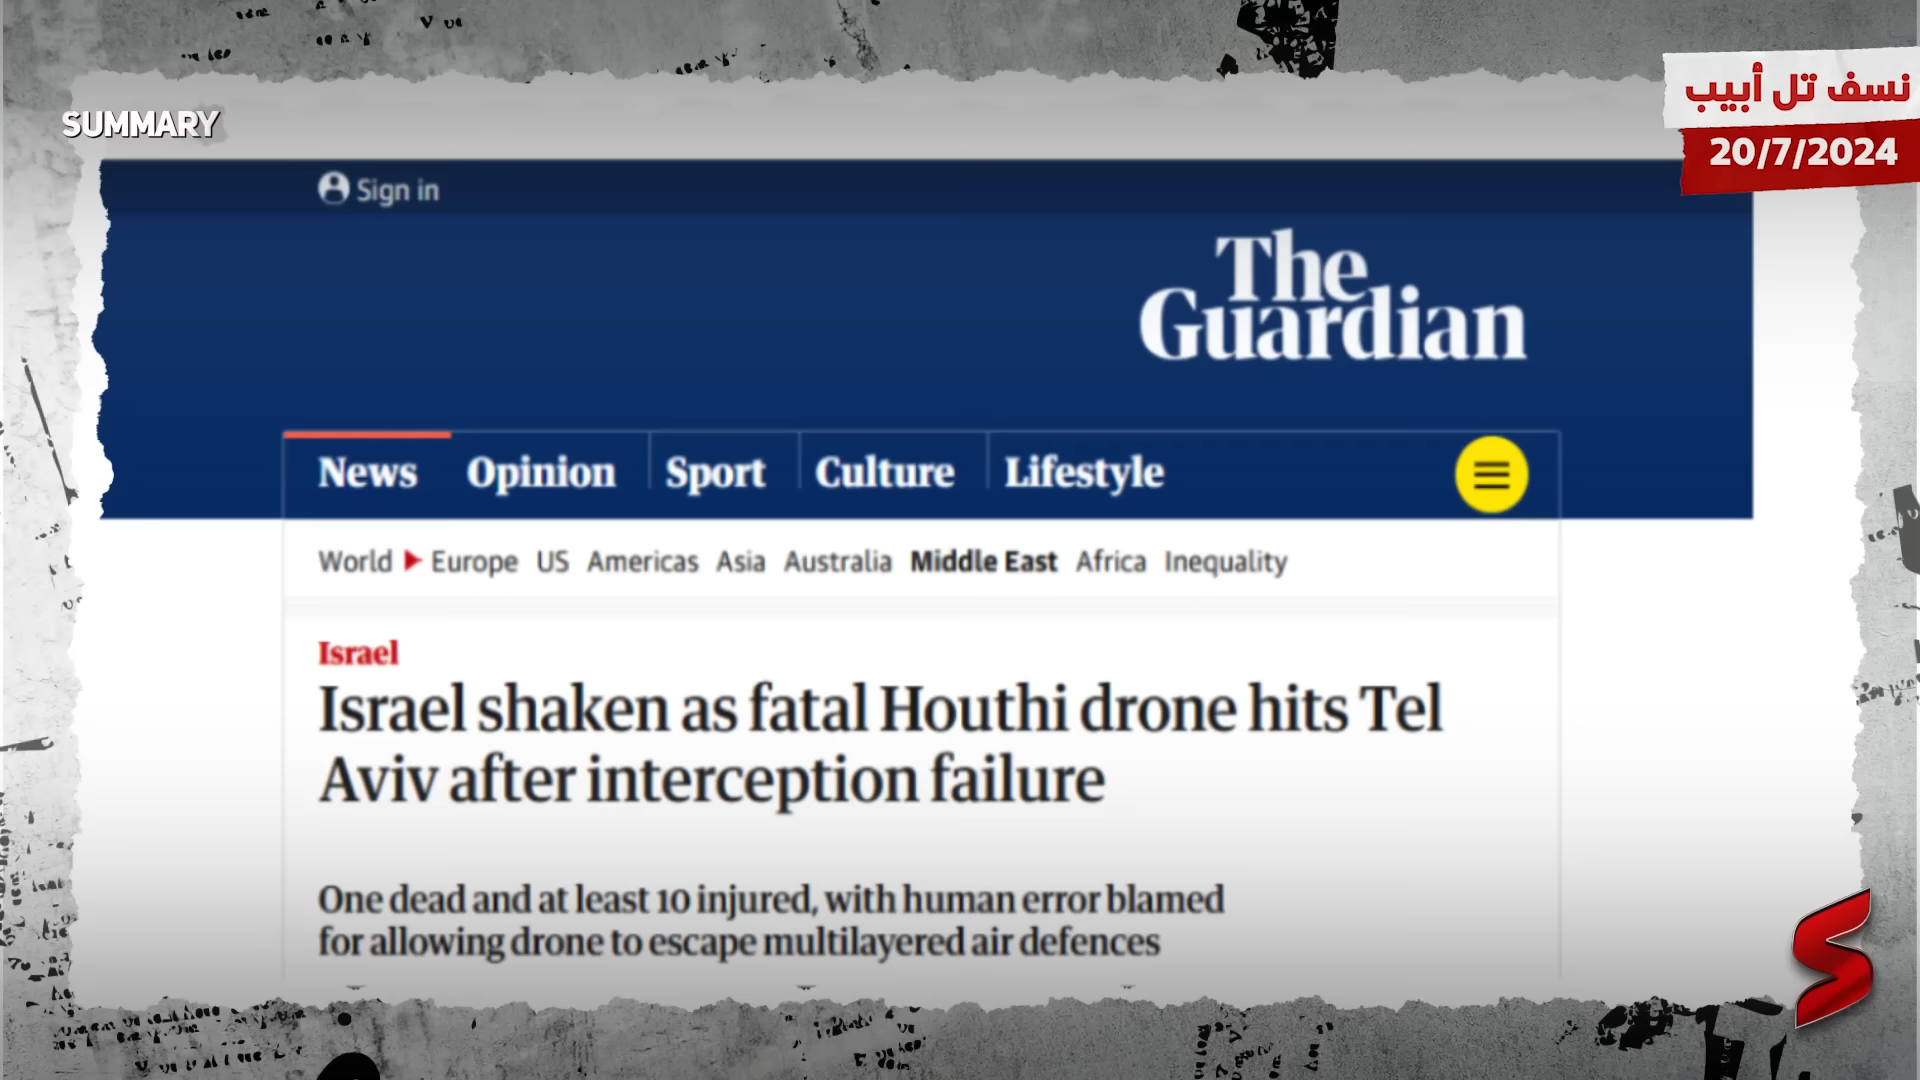 SUMMARY
نسف تل أبيب
20/7/2024
Sign in
The
Guardian
News Opinion Sport Culture Lifestyle
World Europe US Americas Asia Australia Middle East Africa Inequality
Israel
Israel shaken as fatal Houthi drone hits Tel
Aviv after interception failure
One dead and at least 10 injured, with human error blamed
for allowing drone to escape multilayered air defences